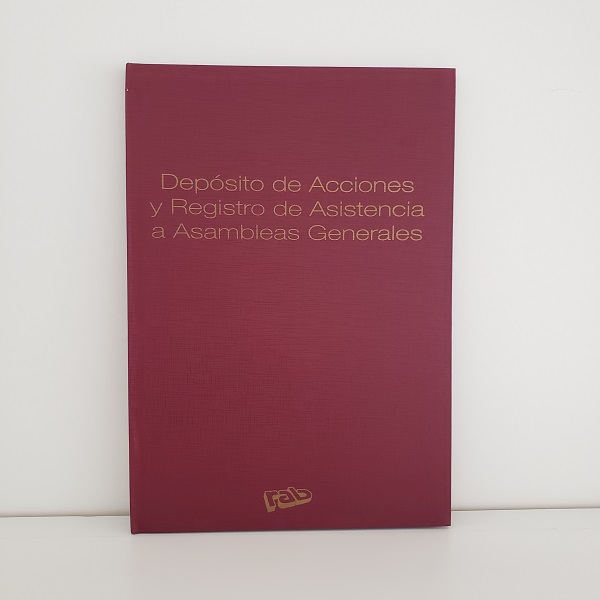 Depósito de Acciones
y Registro de Asistencia
a Asambleas Generales
rab